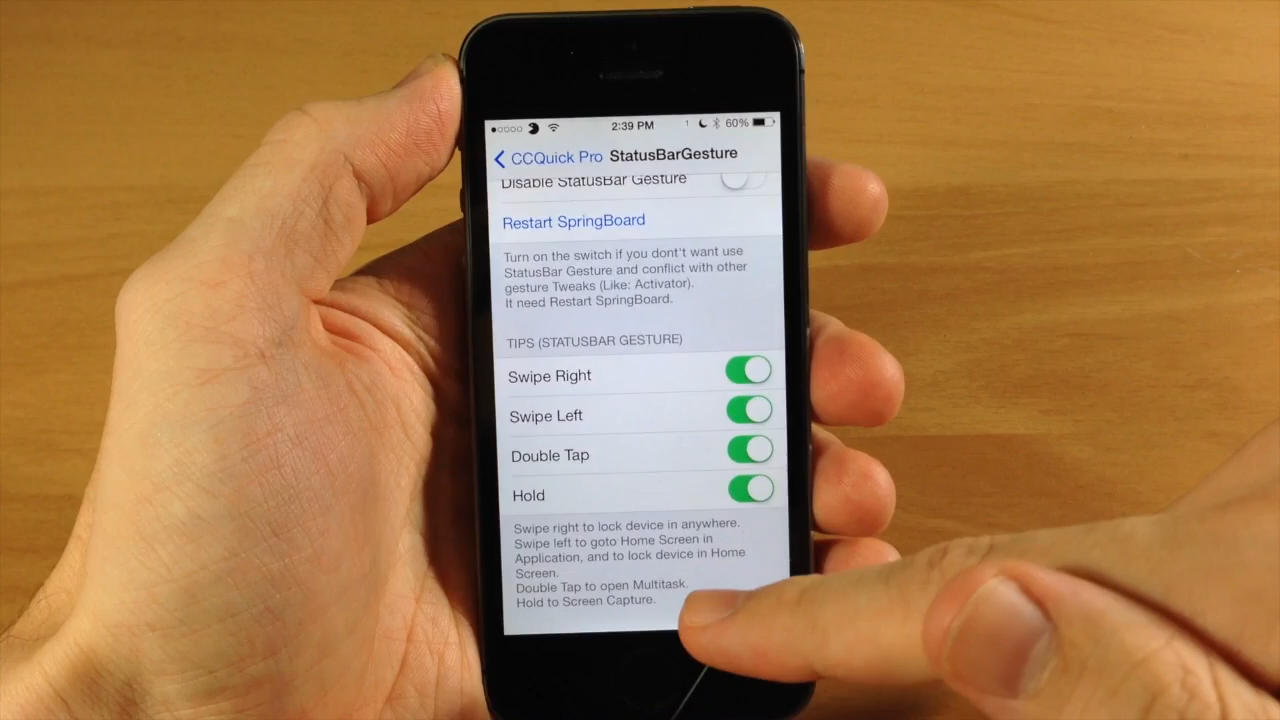 2:39 PM
60%
CCQuick Pro StatusBarGesture
Disable StatusBar Gesture
Restart SpringBoard
Turn on the switch if you dont't want use
StatusBar Gesture and conflict with other
gesture Tweaks (Like: Activator).
It need Restart SpringBoard.
TIPS (STATUSBAR GESTURE)
Swipe Right
Swipe Left
Double Tap
Hold
Swipe right to lock device in anywhere.
Swipe left to goto Home Screen in
Application, and to lock device in Home
Screen.
Double Tap to open Multitask.
Hold to Screen Capture.